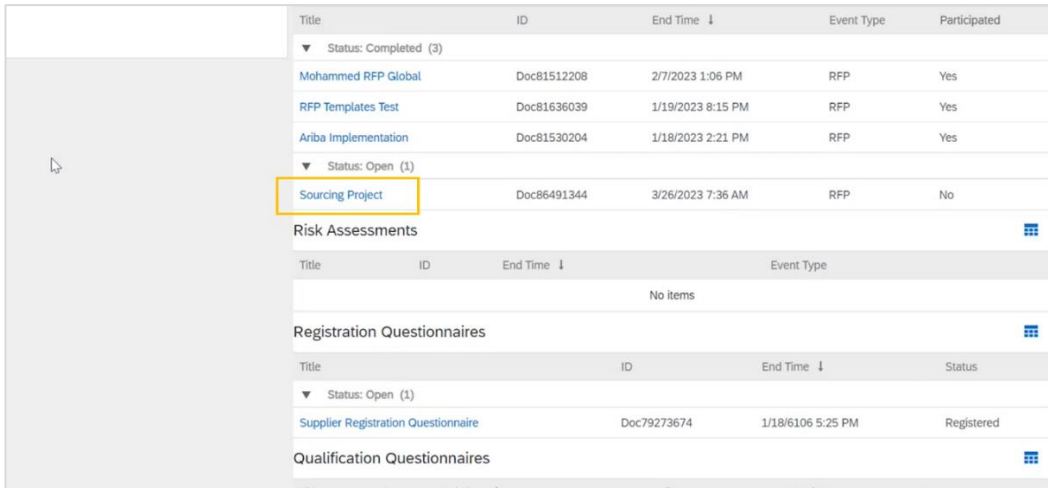 Title ID End Time ↓ Event Type Participated
▼ Status: Completed (3)
Mohammed RFP Global Doc81512208 2/7/2023 1:06 PM RFP Yes
RFP Templates Test Doc81636039 1/19/2023 8:15 PM RFP Yes
Ariba Implementation Doc81530204 1/18/2023 2:21 PM RFP Yes
▼ Status: Open (1)
Sourcing Project Doc86491344 3/26/2023 7:36 AM RFP No
Risk Assessments
Title ID End Time ↓ Event Type
No items
Registration Questionnaires
Title ID End Time ↓ Status
▼ Status: Open (1)
Supplier Registration Questionnaire Doc79273674 1/18/6106 5:25 PM Registered
Qualification Questionnaires